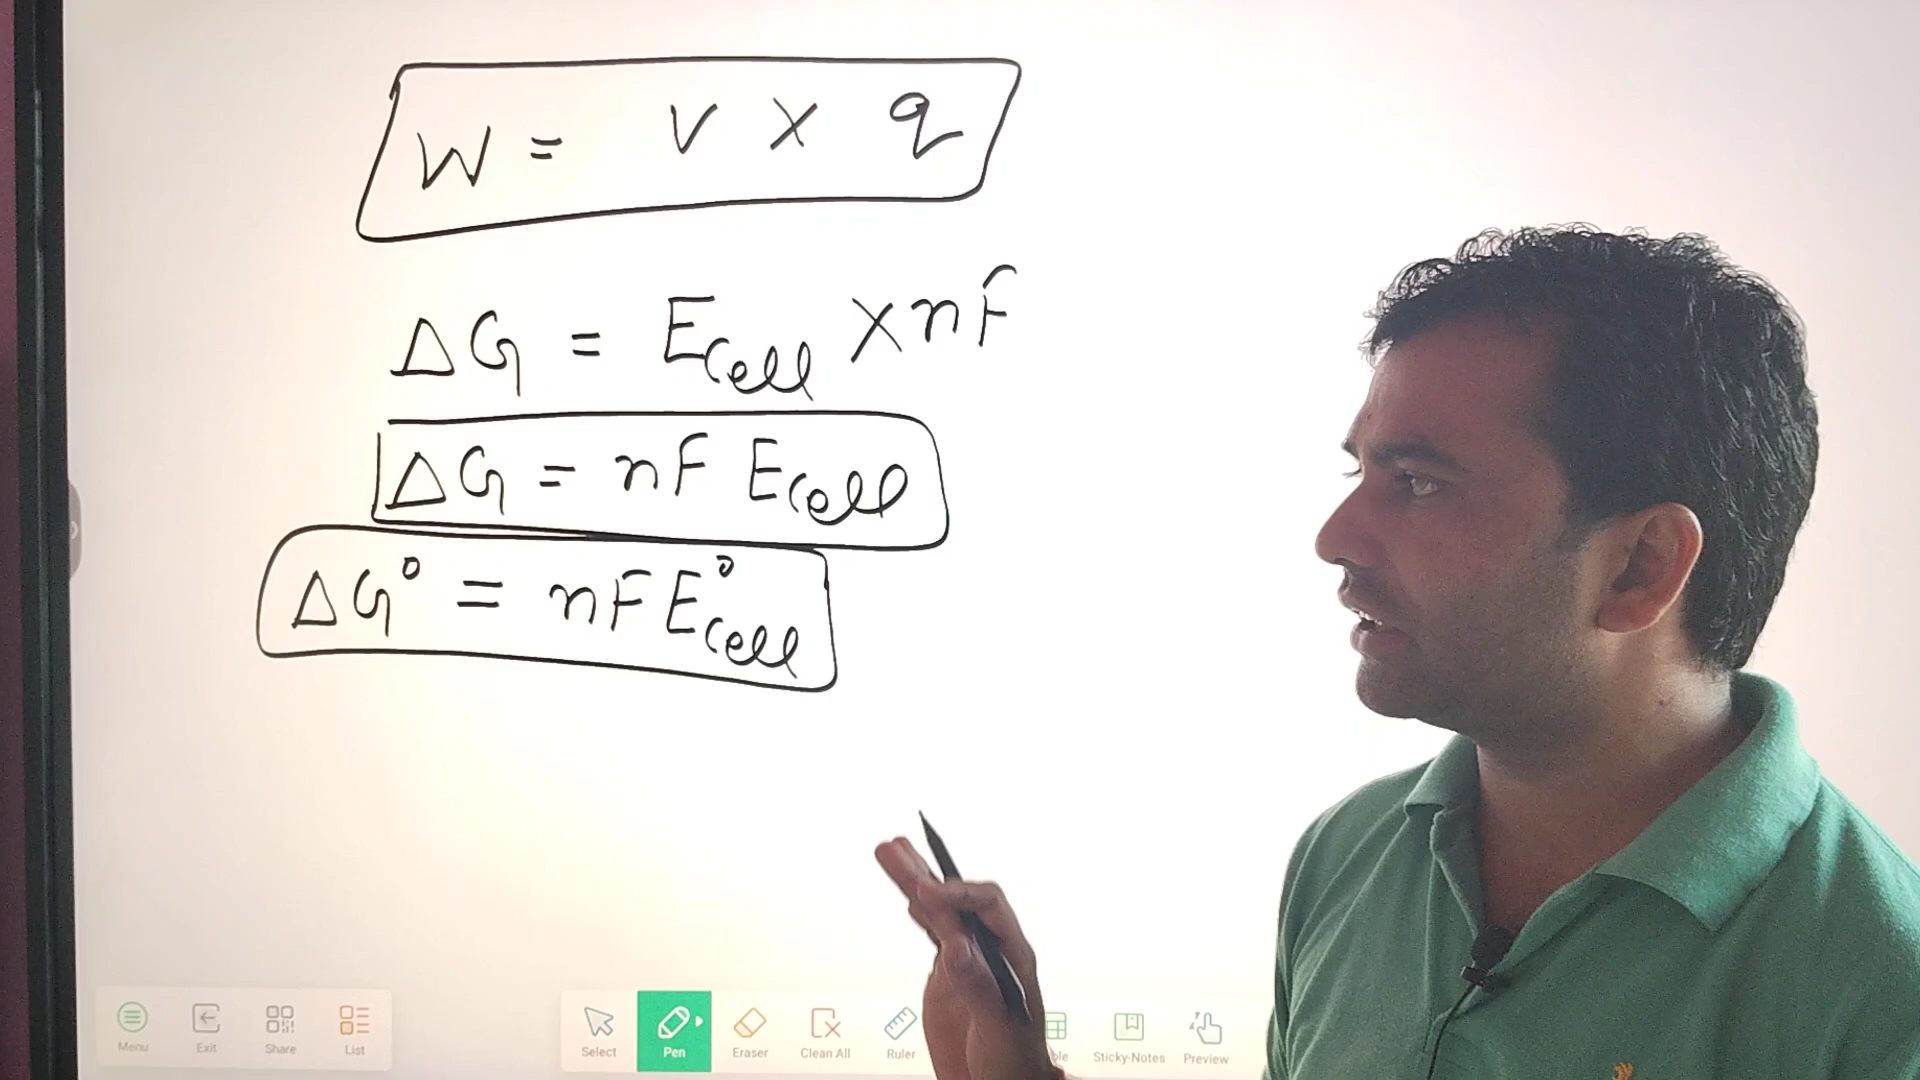 W = V × q
ΔG = Ecell × nF
ΔG = nF Ecell
ΔG° = nFE°cell
Menu Exit Share List Select Pen Eraser Clean All Ruler Sticky-Notes Preview